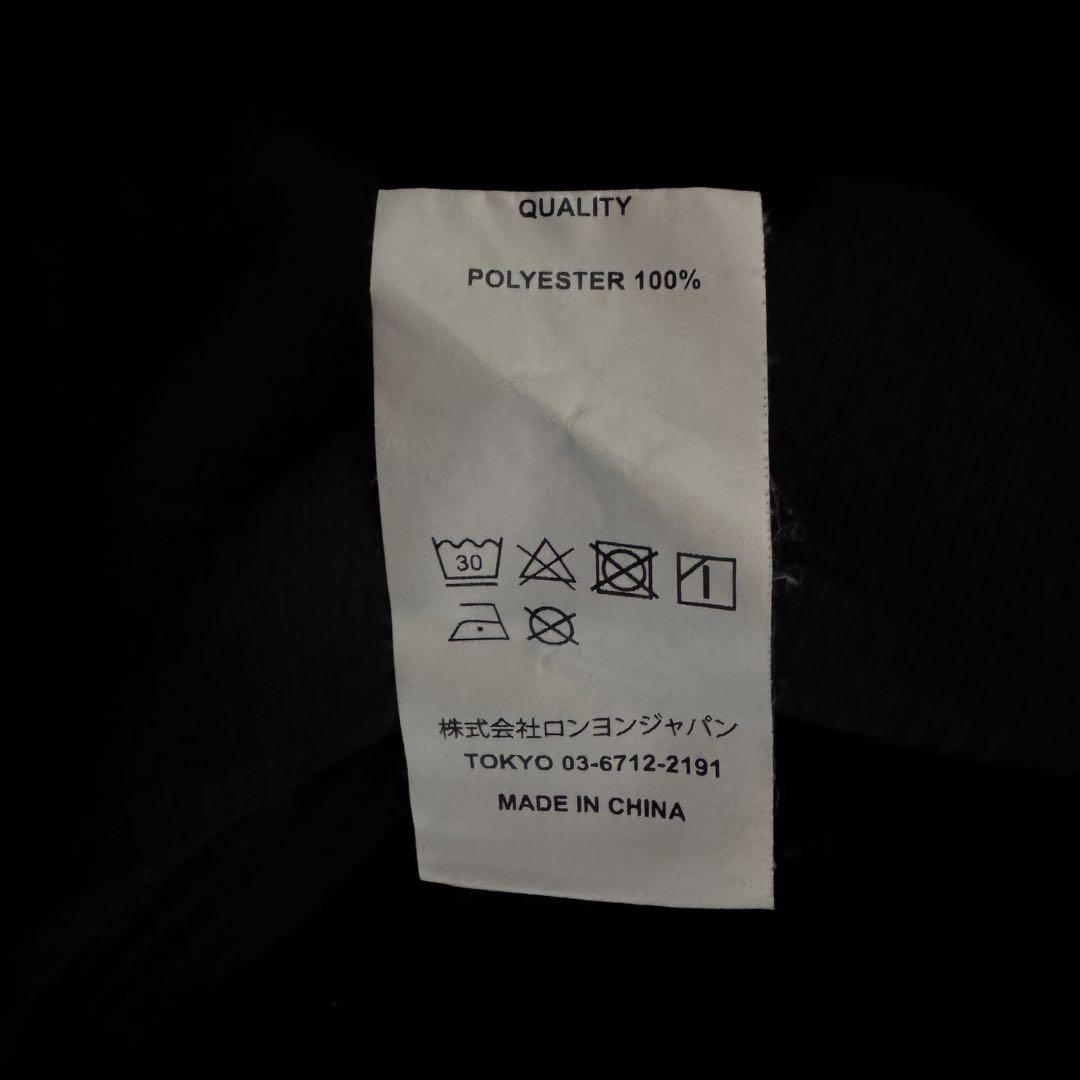 QUALITY
POLYESTER 100%
30
株式会社ロンヨンジャパン
TOKYO 03-6712-2191
MADE IN CHINA